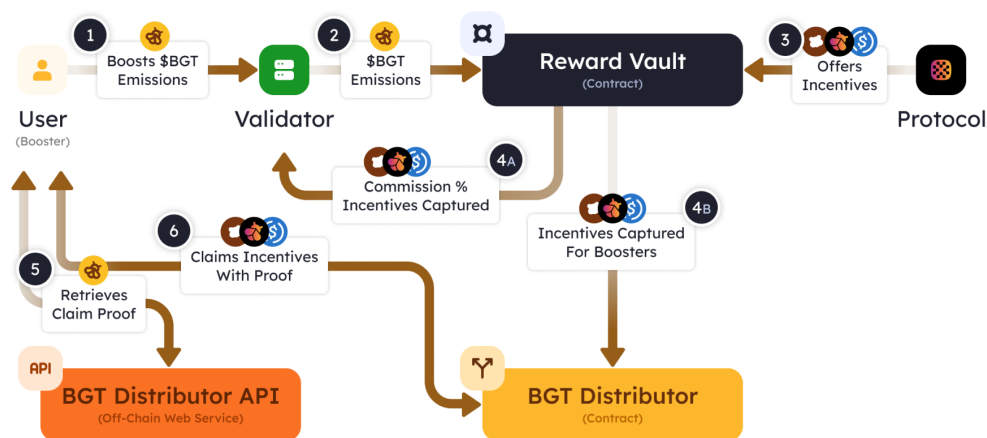 1
Boosts $BGT
Emissions
2
$BGT
Emissions
Reward Vault
(Contract)
3
Offers
Incentives
User
(Booster)
Validator
Protocol
4A
Commission %
Incentives Captured
4B
Incentives Captured
For Boosters
6
Claims Incentives
With Proof
5
Retrieves
Claim Proof
API
BGT Distributor API
(Off-Chain Web Service)
BGT Distributor
(Contract)